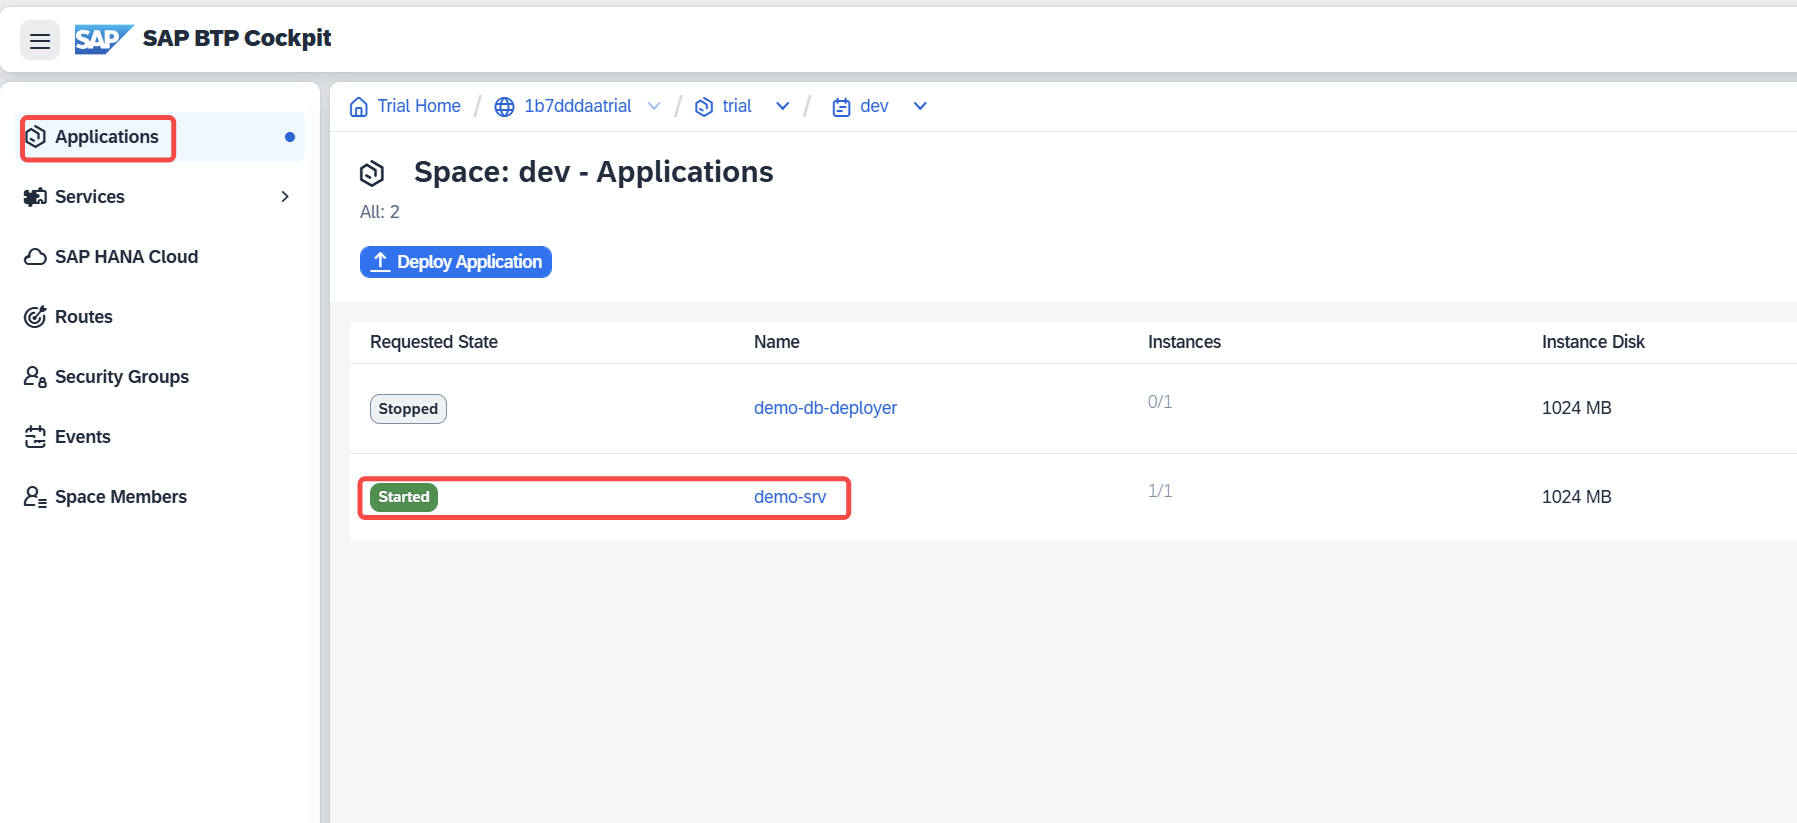 SAP SAP BTP Cockpit
Trial Home / 1b7dddaatrial / trial / dev
Applications
Services
SAP HANA Cloud
Routes
Security Groups
Events
Space Members
Space: dev - Applications
All: 2
Deploy Application
Requested State Name Instances Instance Disk
Stopped demo-db-deployer 0/1 1024 MB
Started demo-srv 1/1 1024 MB